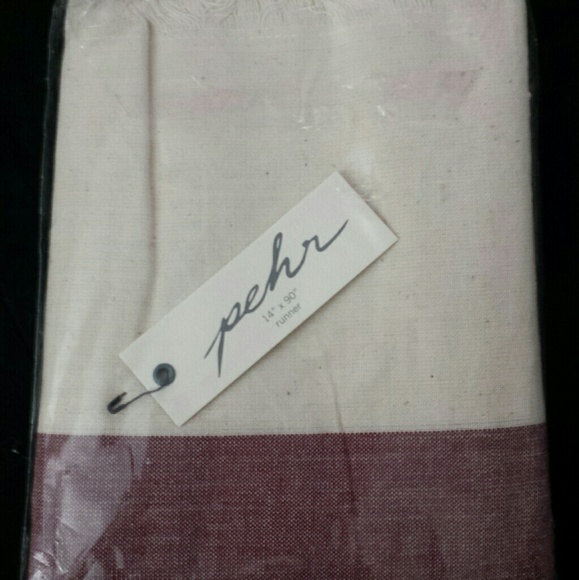 pehr
14" x 90"
runner